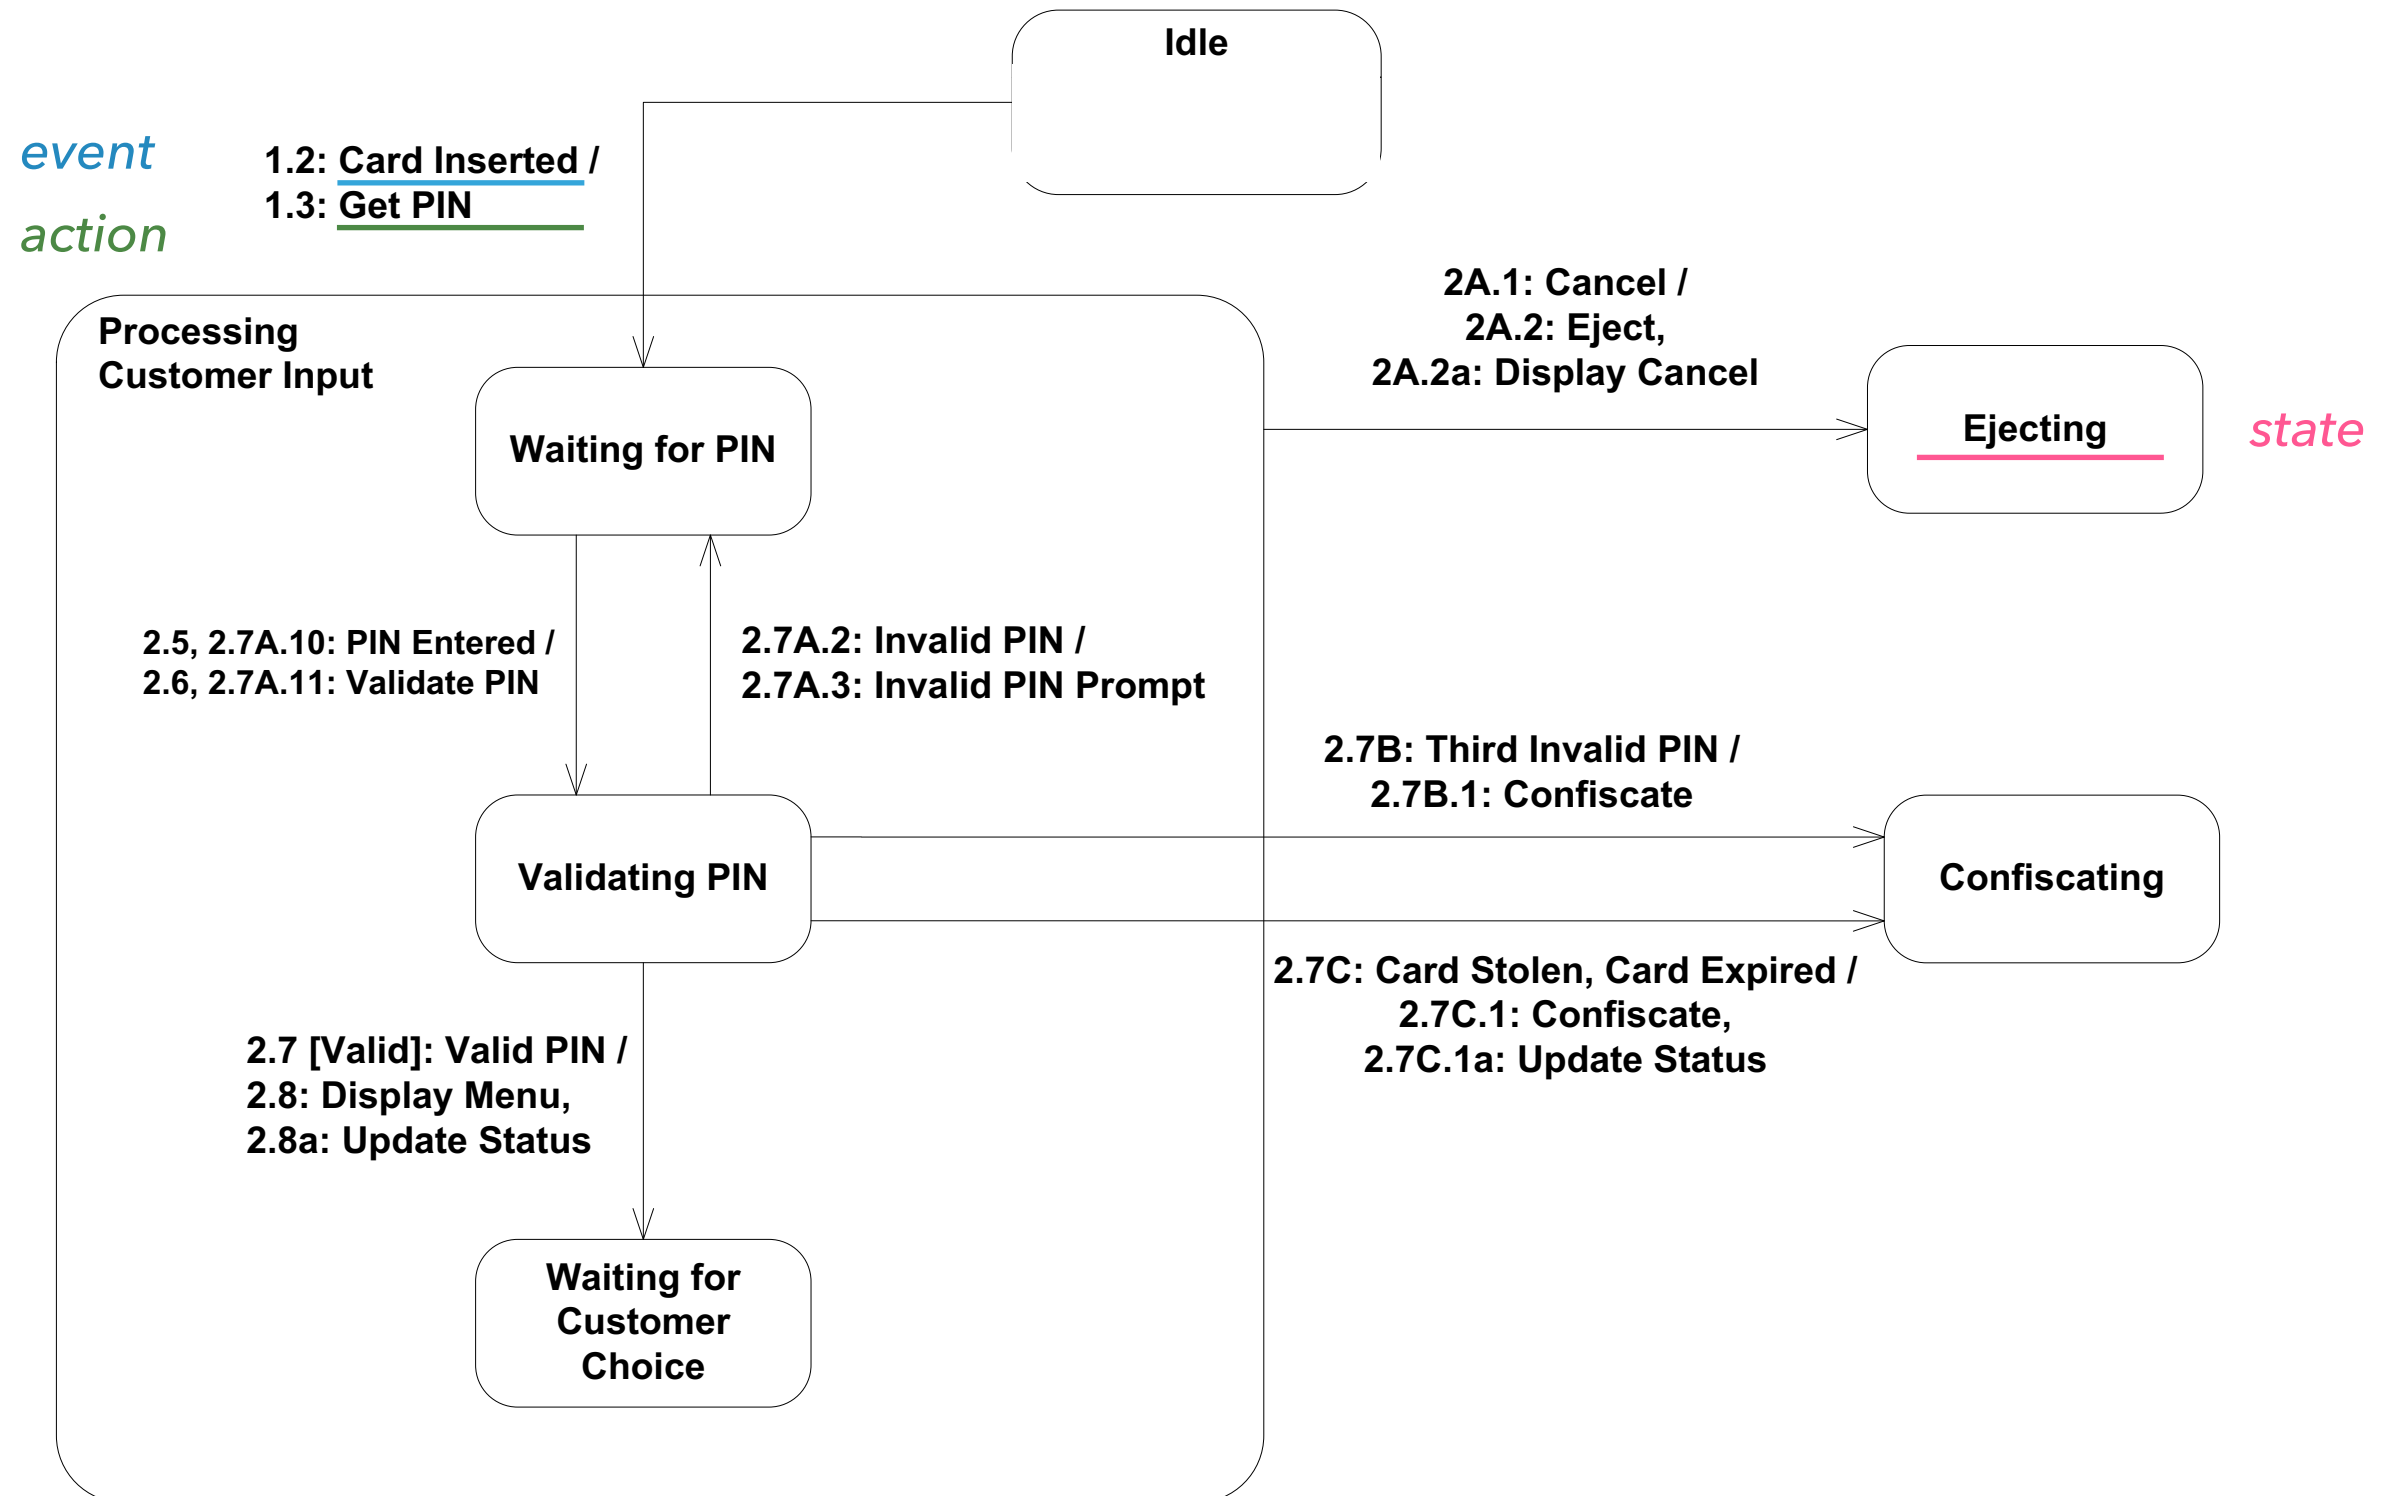 Idle
event
1.2: Card Inserted /
1.3: Get PIN
action
2A.1: Cancel /
2A.2: Eject,
2A.2a: Display Cancel
Processing
Customer Input
Waiting for PIN
Ejecting
state
2.5, 2.7A.10: PIN Entered /
2.6, 2.7A.11: Validate PIN
2.7A.2: Invalid PIN /
2.7A.3: Invalid PIN Prompt
2.7B: Third Invalid PIN /
2.7B.1: Confiscate
Validating PIN
Confiscating
2.7C: Card Stolen, Card Expired /
2.7C.1: Confiscate,
2.7C.1a: Update Status
2.7 [Valid]: Valid PIN /
2.8: Display Menu,
2.8a: Update Status
Waiting for
Customer
Choice